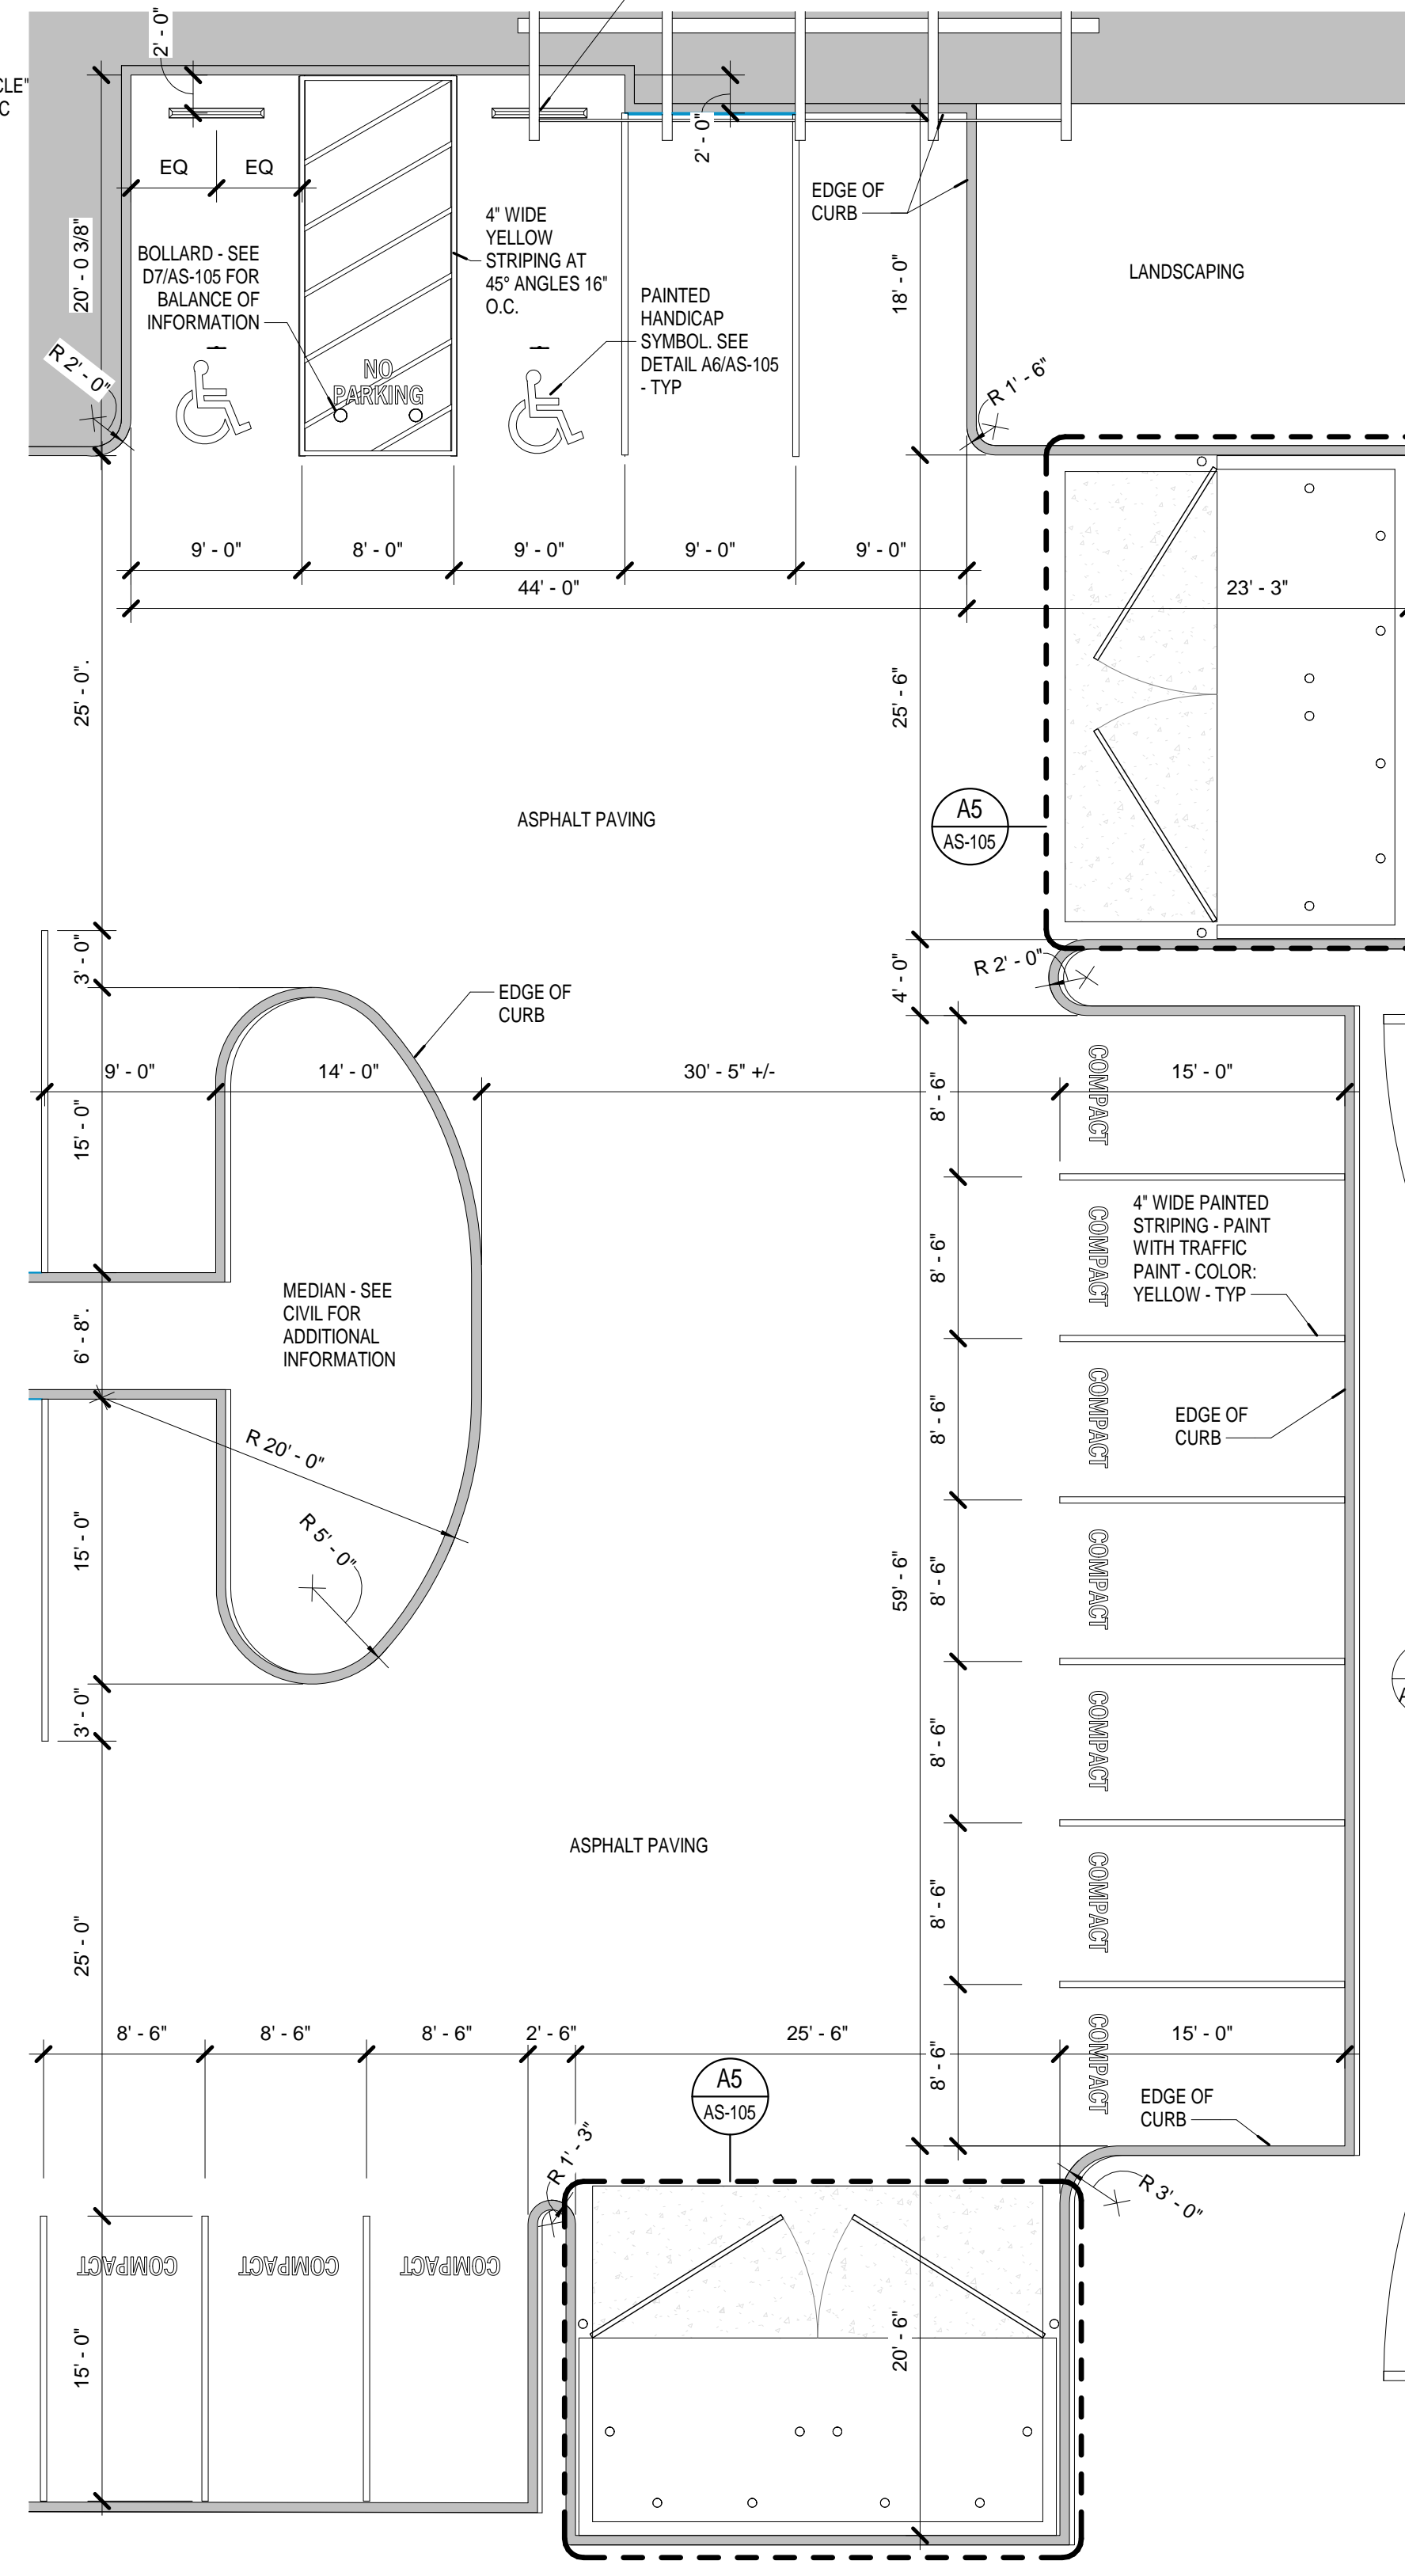 2' - 0"
CLE"
C
EQ
EQ
2' - 0"
EDGE OF
CURB
20' - 0 3/8"
BOLLARD - SEE
D7/AS-105 FOR
BALANCE OF
INFORMATION
4" WIDE
YELLOW
STRIPING AT
45° ANGLES 16"
O.C.
PAINTED
HANDICAP
SYMBOL. SEE
DETAIL A6/AS-105
- TYP
18' - 0"
LANDSCAPING
R 2' - 0"
NO
PARKING
R 1' - 6"
9' - 0"
8' - 0"
9' - 0"
9' - 0"
9' - 0"
44' - 0"
23' - 3"
25' - 0".
25' - 6"
ASPHALT PAVING
A5
AS-105
3' - 0"
EDGE OF
CURB
4' - 0"
R 2' - 0"
9' - 0"
14' - 0"
30' - 5" +/-
15' - 0"
15' - 0"
8' - 6"
COMPACT
8' - 6"
COMPACT
4" WIDE PAINTED
STRIPING - PAINT
WITH TRAFFIC
PAINT - COLOR:
YELLOW - TYP
6' - 8".
MEDIAN - SEE
CIVIL FOR
ADDITIONAL
INFORMATION
8' - 6"
COMPACT
EDGE OF
CURB
R 20' - 0"
R 5' - 0"
15' - 0"
59' - 6"
8' - 6"
COMPACT
3' - 0"
8' - 6"
COMPACT
ASPHALT PAVING
25' - 0"
8' - 6"
COMPACT
8' - 6"
8' - 6"
8' - 6"
2' - 6"
25' - 6"
15' - 0"
8' - 6"
COMPACT
A5
AS-105
EDGE OF
CURB
R 1' - 3"
R 3' - 0"
COMPACT
COMPACT
COMPACT
15' - 0"
20' - 6"